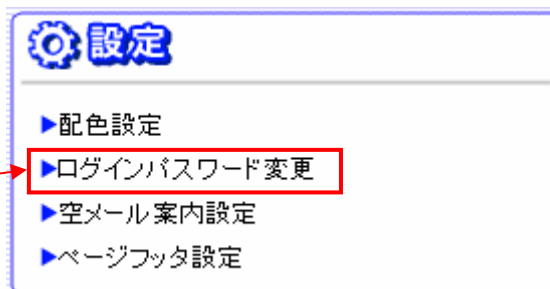 設定
▶配色設定
▶ログインパスワード変更
▶空メール案内設定
▶ページフッタ設定